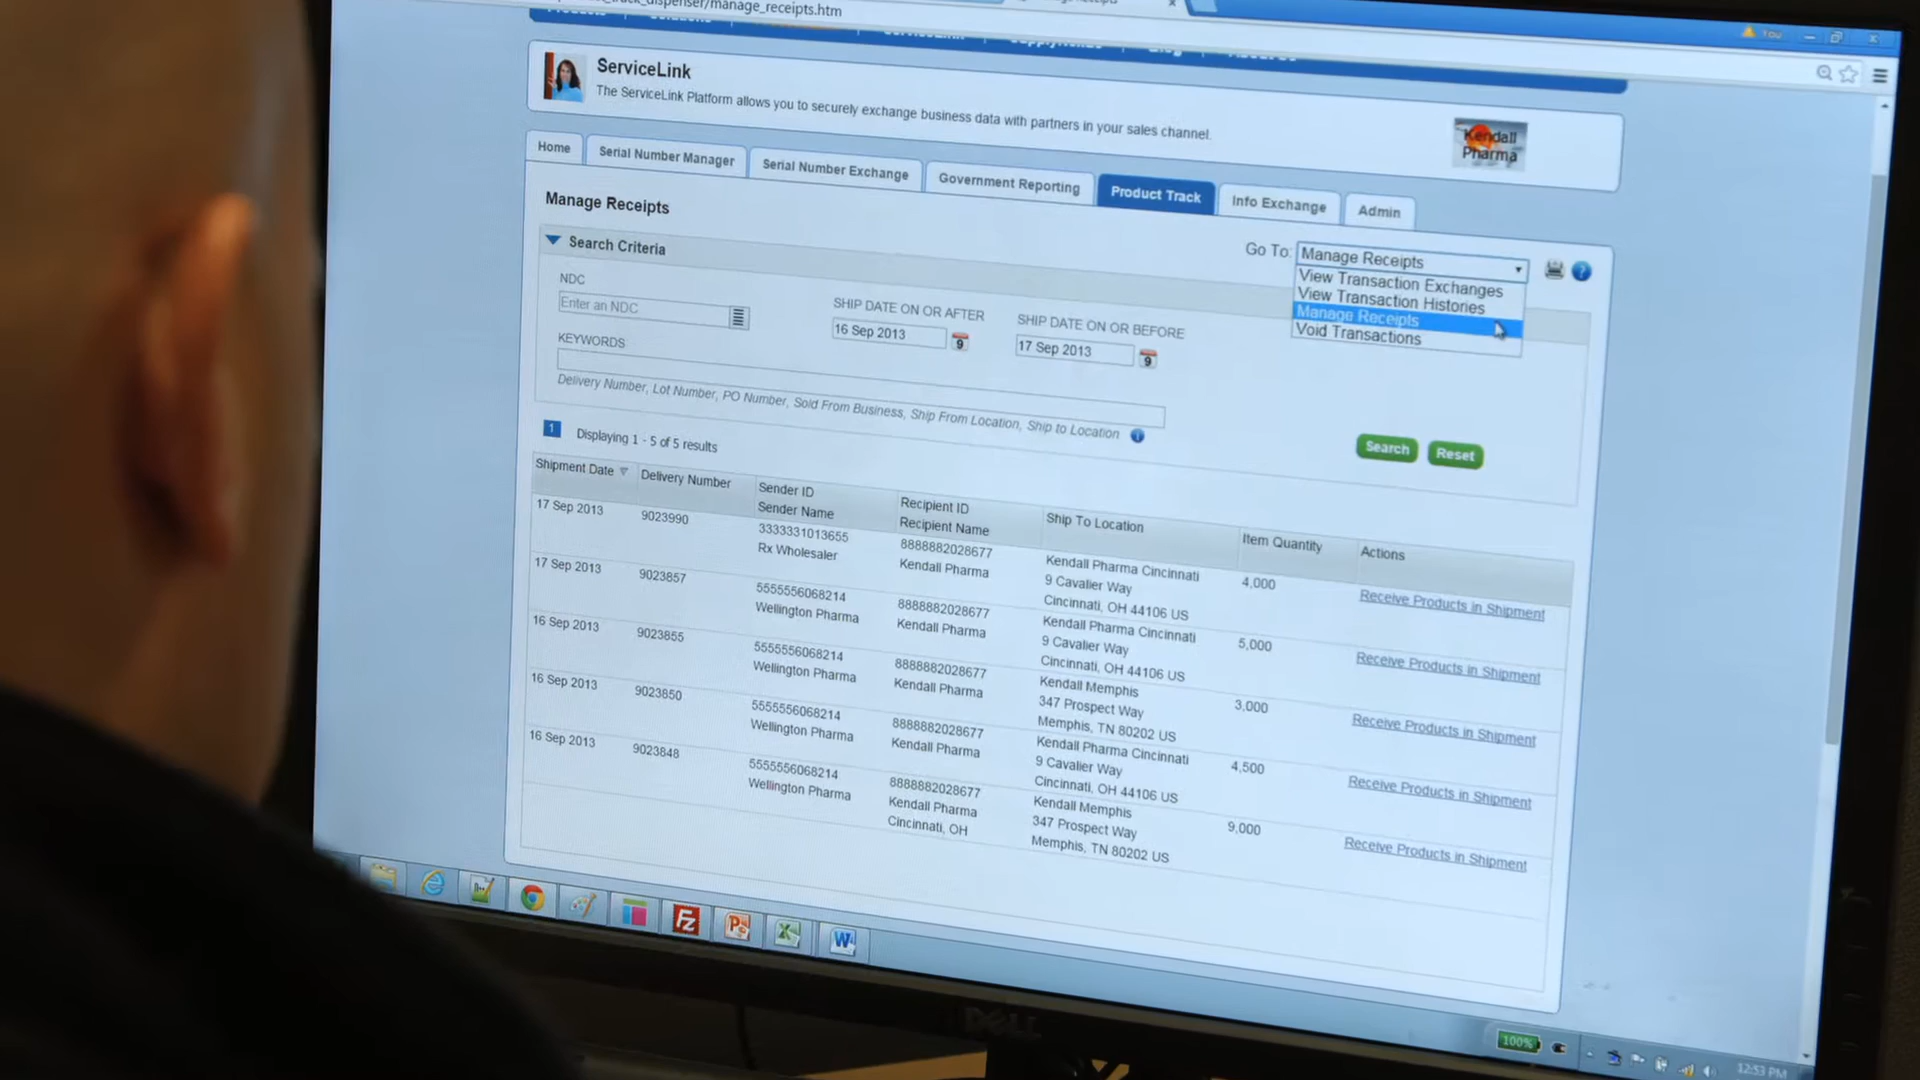 _track_dispenser/manage_receipts.htm
You
ServiceLink
The ServiceLink Platform allows you to securely exchange business data with partners in your sales channel.
Kendall
Pharma
Home
Serial Number Manager
Serial Number Exchange
Government Reporting
Product Track
Info Exchange
Admin
Manage Receipts
Search Criteria
Go To:
Manage Receipts
View Transaction Exchanges
View Transaction Histories
Manage Receipts
Void Transactions
NDC
Enter an NDC
SHIP DATE ON OR AFTER
16 Sep 2013
9
SHIP DATE ON OR BEFORE
17 Sep 2013
9
KEYWORDS
Delivery Number, Lot Number, PO Number, Sold From Business, Ship From Location, Ship to Location
Search
Reset
1 Displaying 1 - 5 of 5 results
Shipment Date
Delivery Number
Sender ID
Sender Name
Recipient ID
Recipient Name
Ship To Location
Item Quantity
Actions
17 Sep 2013
9023990
3333331013655
Rx Wholesaler
8888882028677
Kendall Pharma
Kendall Pharma Cincinnati
9 Cavalier Way
Cincinnati, OH 44106 US
4,000
Receive Products in Shipment
17 Sep 2013
9023857
5555556068214
Wellington Pharma
8888882028677
Kendall Pharma
Kendall Pharma Cincinnati
9 Cavalier Way
Cincinnati, OH 44106 US
5,000
Receive Products in Shipment
16 Sep 2013
9023855
5555556068214
Wellington Pharma
8888882028677
Kendall Pharma
Kendall Memphis
347 Prospect Way
Memphis, TN 80202 US
3,000
Receive Products in Shipment
16 Sep 2013
9023850
5555556068214
Wellington Pharma
8888882028677
Kendall Pharma
Kendall Pharma Cincinnati
9 Cavalier Way
Cincinnati, OH 44106 US
4,500
Receive Products in Shipment
16 Sep 2013
9023848
5555556068214
Wellington Pharma
8888882028677
Kendall Pharma
Cincinnati, OH
Kendall Memphis
347 Prospect Way
Memphis, TN 80202 US
9,000
Receive Products in Shipment
Fz
100%
12:53 PM
DELL